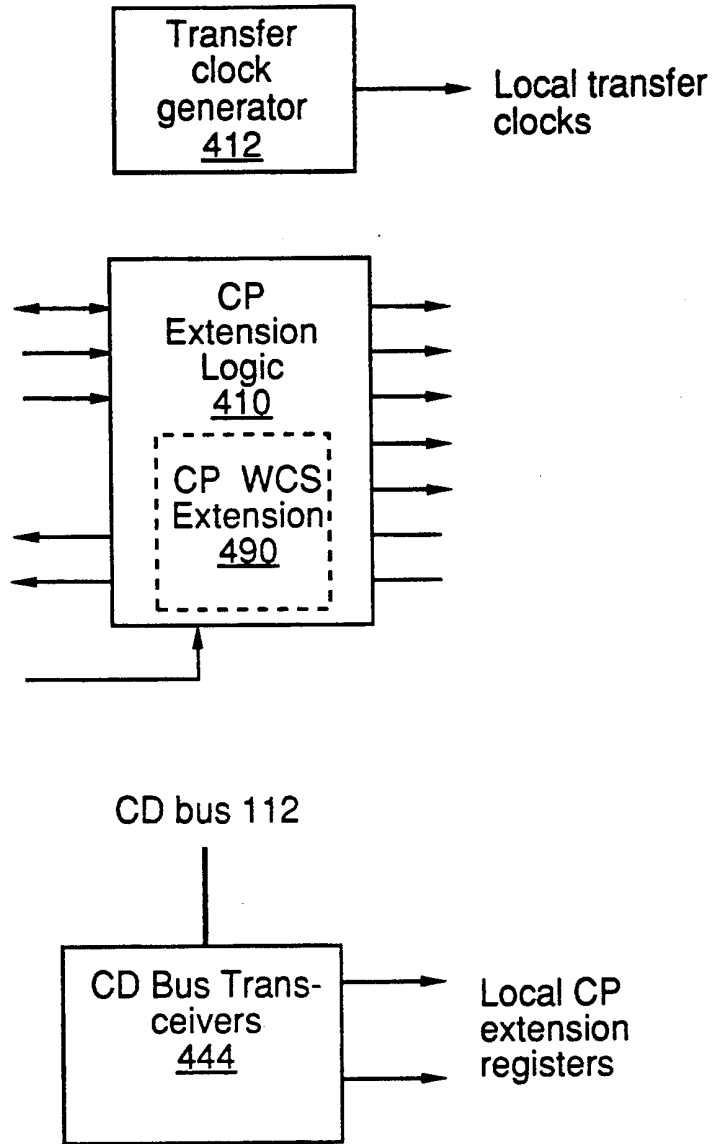 Transfer
clock
generator
412
Local transfer
clocks
CP
Extension
Logic
410
CP WCS
Extension
490
CD bus 112
CD Bus Trans-
ceivers
444
Local CP
extension
registers